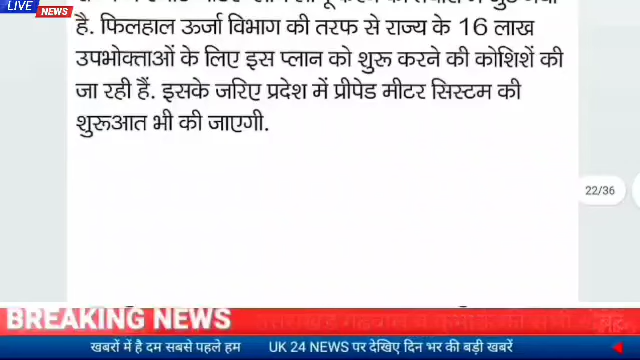 LIVE NEWS
है. फिलहाल ऊर्जा विभाग की तरफ से राज्य के 16 लाख
उपभोक्ताओं के लिए इस प्लान को शुरू करने की कोशिशें की
जा रही हैं. इसके जरिए प्रदेश में प्रीपेड मीटर सिस्टम की
शुरूआत भी की जाएगी.
22/36
BREAKING NEWS
खबरों में है दम सबसे पहले हम UK 24 NEWS पर देखिए दिन भर की बड़ी खबरें